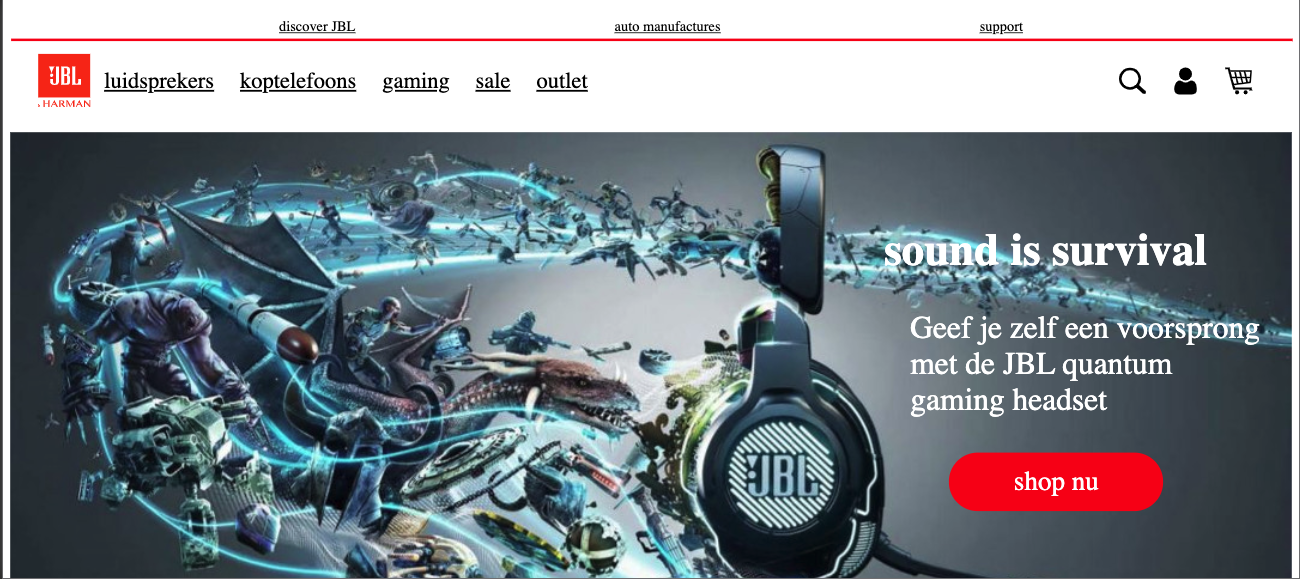 discover JBL auto manufactures support
JBL
HARMAN
luidsprekers koptelefoons gaming sale outlet
sound is survival
Geef je zelf een voorsprong
met de JBL quantum
gaming headset
JBL
shop nu